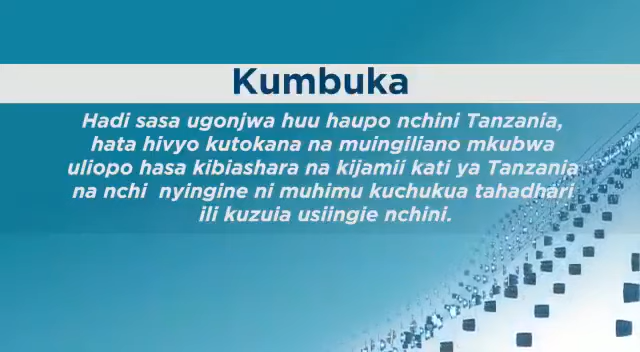 Kumbuka
Hadi sasa ugonjwa huu haupo nchini Tanzania,
hata hivyo kutokana na muingiliano mkubwa
uliopo hasa kibiashara na kijamii kati ya Tanzania
na nchi nyingine ni muhimu kuchukua tahadhari
ili kuzuia usiingie nchini.